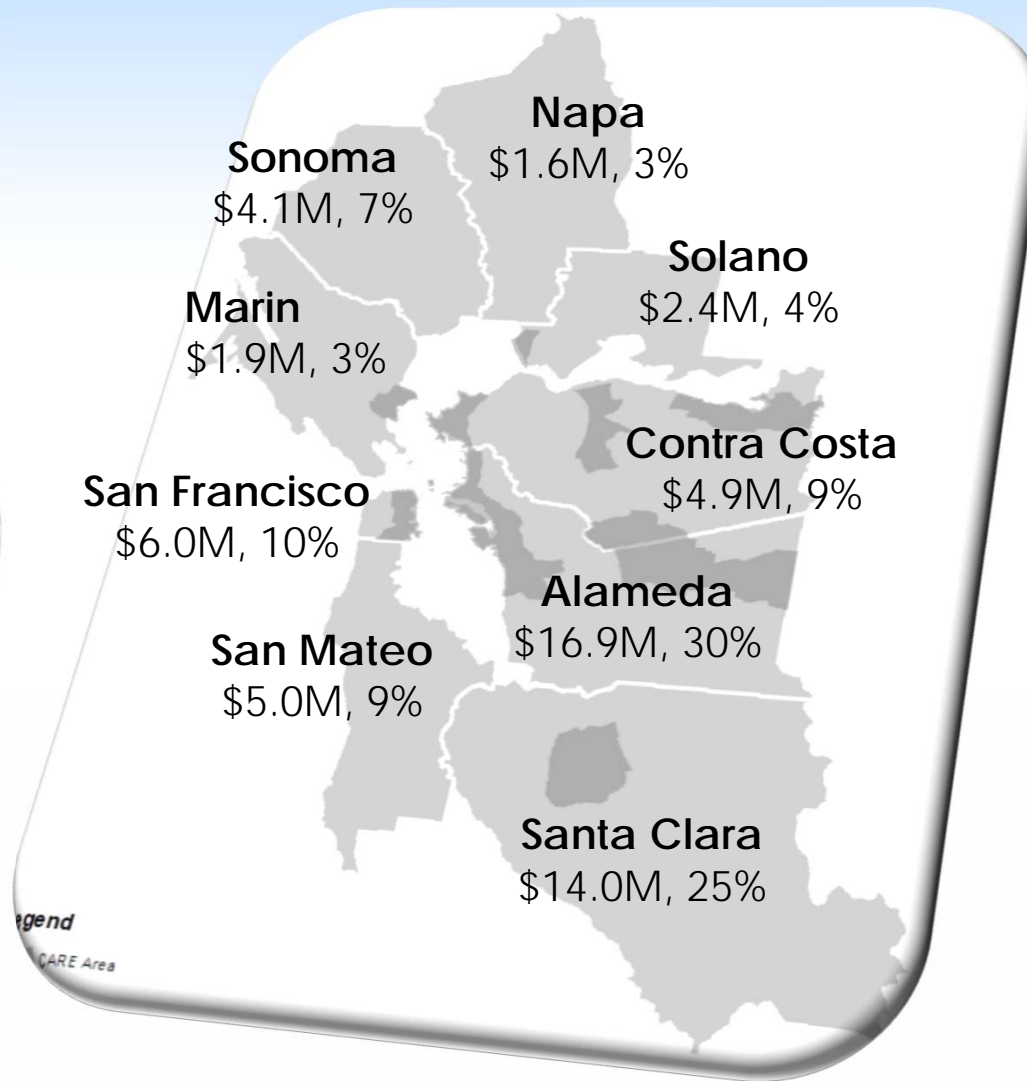 Napa
$1.6M, 3%
Sonoma
$4.1M, 7%
Solano
$2.4M, 4%
Marin
$1.9M, 3%
Contra Costa
$4.9M, 9%
San Francisco
$6.0M, 10%
Alameda
$16.9M, 30%
San Mateo
$5.0M, 9%
Santa Clara
$14.0M, 25%
egend
CARE Area